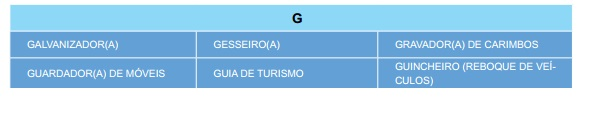 G
GALVANIZADOR(A) GESSEIRO(A) GRAVADOR(A) DE CARIMBOS
GUARDADOR(A) DE MÓVEIS GUIA DE TURISMO GUINCHEIRO (REBOQUE DE VEÍ-
CULOS)